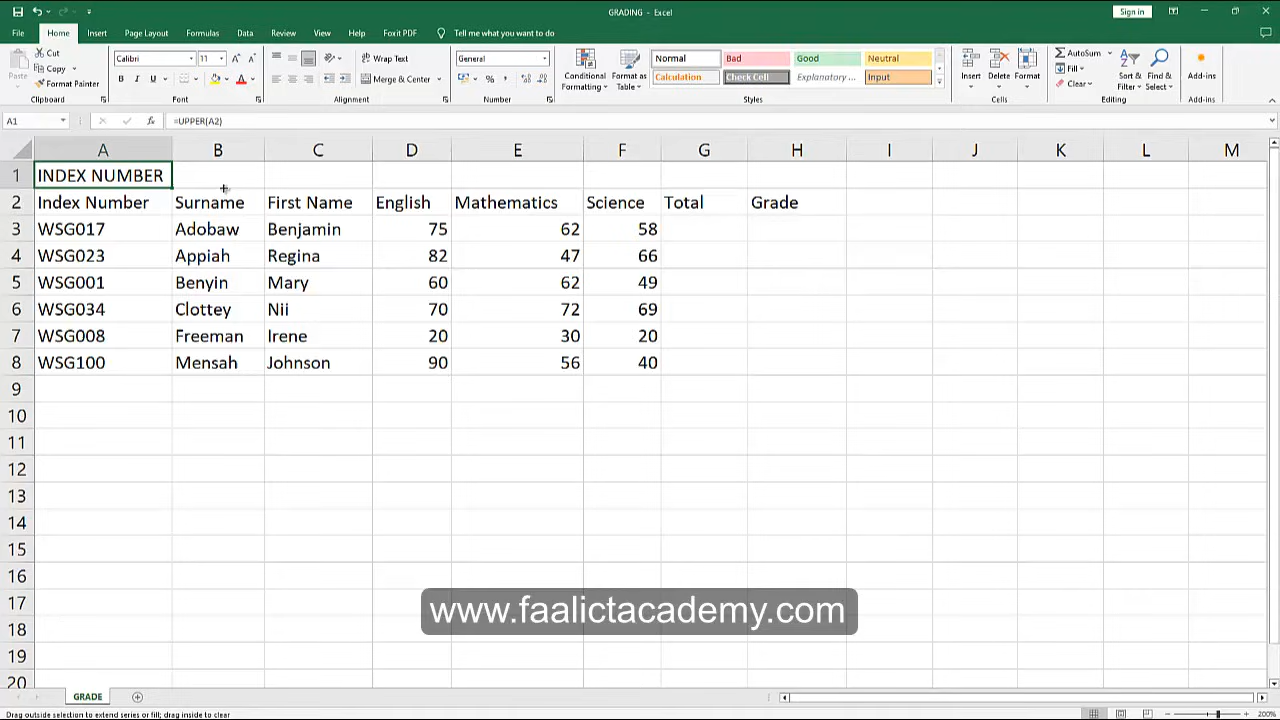 GRADING - Excel
Sign in
File Home Insert Page Layout Formulas Data Review View Help Foxit PDF Tell me what you want to do
Paste
Cut
Copy
Format Painter
Clipboard
Calibri 11
B I U A
Font
Wrap Text
Merge & Center
Alignment
General
% ,
Number
Conditional Formatting
Format as Table
Normal Bad Good Neutral
Calculation Check Cell Explanatory ... Input
Styles
Insert Delete Format
Cells
AutoSum
Fill
Clear
Sort & Filter
Find & Select
Editing
Add-ins
Add-ins
A1 fx =UPPER(A2)
A B C D E F G H I J K L M
1 INDEX NUMBER
2 Index Number Surname First Name English Mathematics Science Total Grade
3 WSG017 Adobaw Benjamin 75 62 58
4 WSG023 Appiah Regina 82 47 66
5 WSG001 Benyin Mary 60 62 49
6 WSG034 Clottey Nii 70 72 69
7 WSG008 Freeman Irene 20 30 20
8 WSG100 Mensah Johnson 90 56 40
9
10
11
12
13
14
15
16
17
www.faalictacademy.com
18
19
20
GRADE
Drag outside selection to extend series or fill; drag inside to clear
200%